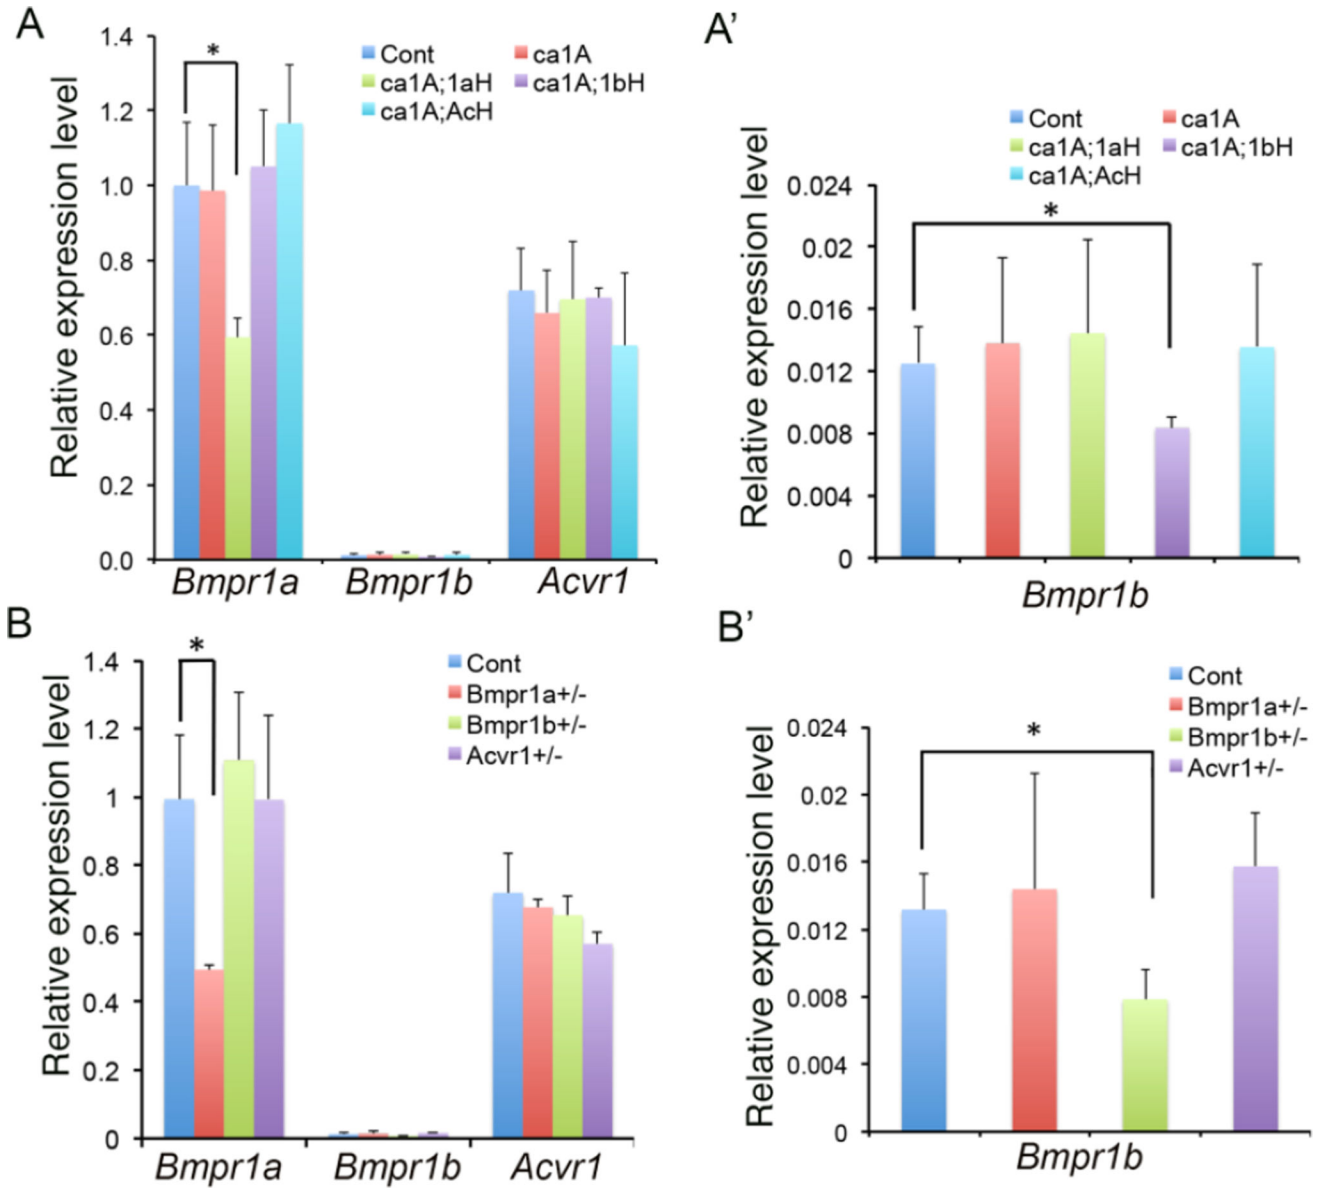 A
Relative expression level
1.4
1.2
1.0
0.8
0.6
0.4
0.2
0.0
*
Cont ca1A
ca1A;1aH ca1A;1bH
ca1A;AcH
Bmpr1a Bmpr1b Acvr1
A’
Relative expression level
0.024
0.02
0.016
0.012
0.008
0.004
0
Cont ca1A
ca1A;1aH ca1A;1bH
ca1A;AcH
*
Bmpr1b
B
Relative expression level
1.4
1.2
1
0.8
0.6
0.4
0.2
0
*
Cont
Bmpr1a+/-
Bmpr1b+/-
Acvr1+/-
Bmpr1a Bmpr1b Acvr1
B’
Relative expression level
0.024
0.02
0.016
0.012
0.008
0.004
0
*
Cont
Bmpr1a+/-
Bmpr1b+/-
Acvr1+/-
Bmpr1b